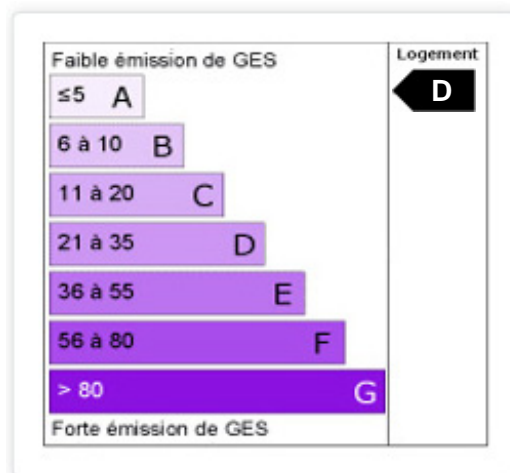 Faible émission de GES
Logement
≤5 A
D
6 à 10 B
11 à 20 C
21 à 35 D
36 à 55 E
56 à 80 F
> 80 G
Forte émission de GES